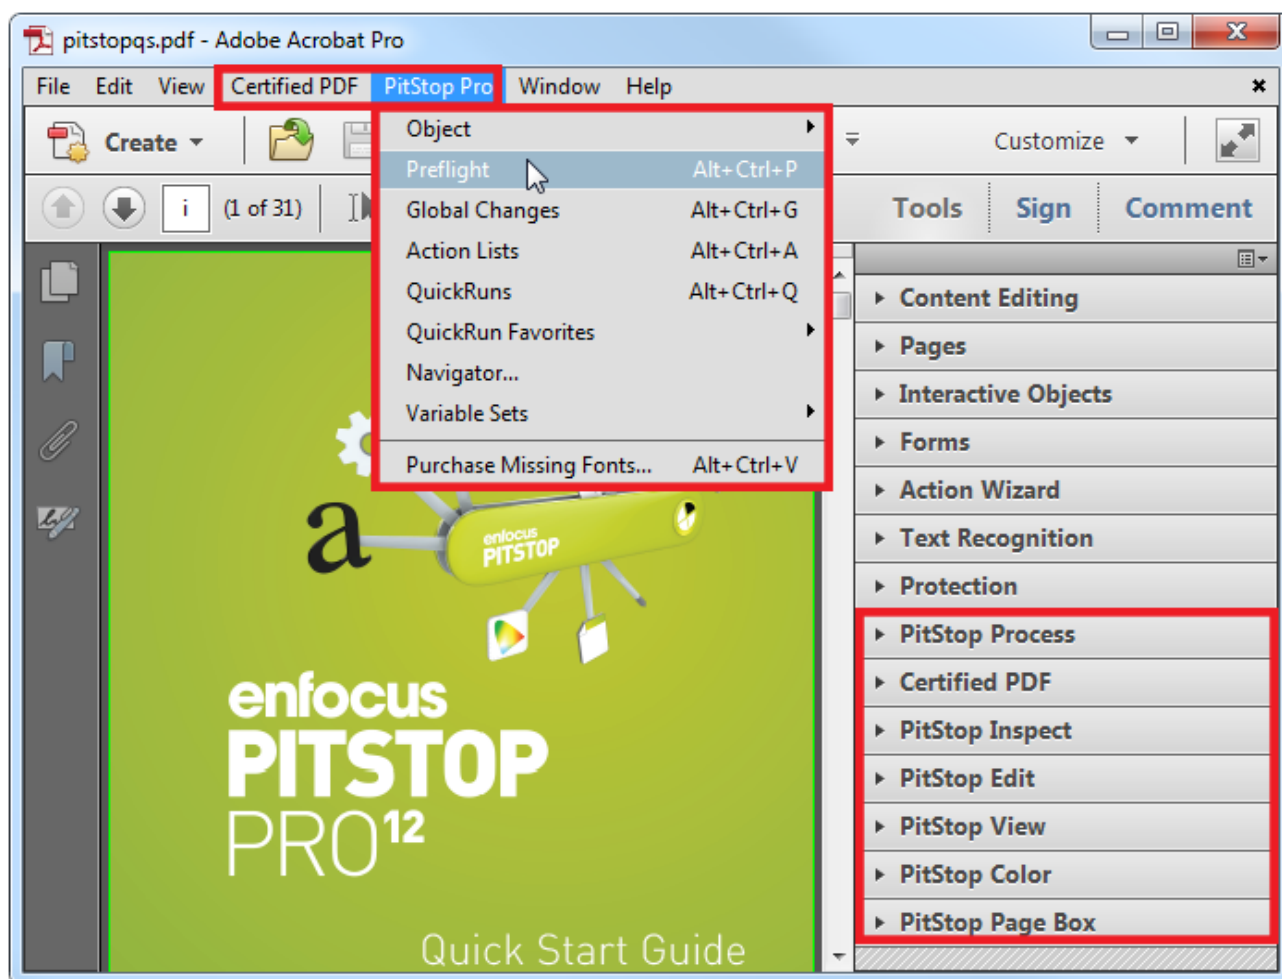 pitstopqs.pdf - Adobe Acrobat Pro
File Edit View Certified PDF PitStop Pro Window Help
Create Customize
i (1 of 31) Tools Sign Comment
Object
Preflight Alt+Ctrl+P
Global Changes Alt+Ctrl+G
Action Lists Alt+Ctrl+A
QuickRuns Alt+Ctrl+Q
QuickRun Favorites
Navigator...
Variable Sets
Purchase Missing Fonts... Alt+Ctrl+V
a
enfocus
PITSTOP
enfocus
PITSTOP
PRO12
Quick Start Guide
Content Editing
Pages
Interactive Objects
Forms
Action Wizard
Text Recognition
Protection
PitStop Process
Certified PDF
PitStop Inspect
PitStop Edit
PitStop View
PitStop Color
PitStop Page Box